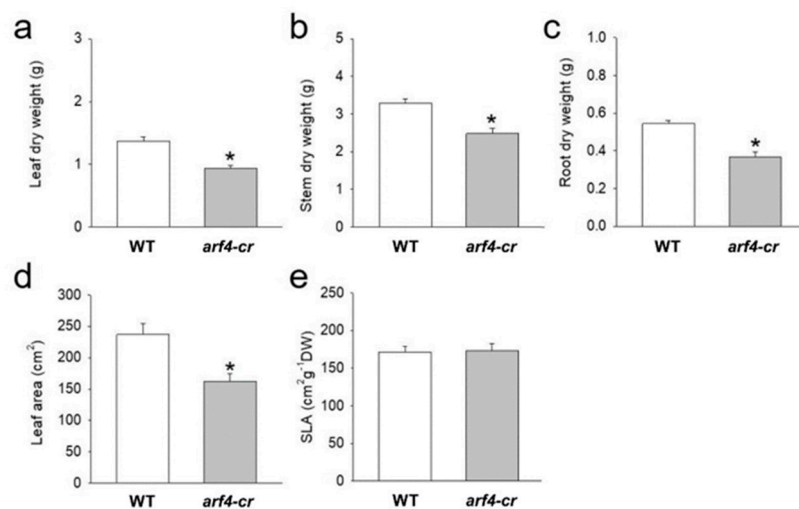 a
Leaf dry weight (g)
3
2
1
0
*
WT arf4-cr
b
Stem dry weight (g)
5
4
3
2
1
0
*
WT arf4-cr
c
Root dry weight (g)
1.0
0.8
0.6
0.4
0.2
0.0
*
WT arf4-cr
d
Leaf area (cm²)
300
250
200
150
100
50
0
*
WT arf4-cr
e
SLA (cm²g⁻¹DW)
250
200
150
100
50
0
WT arf4-cr